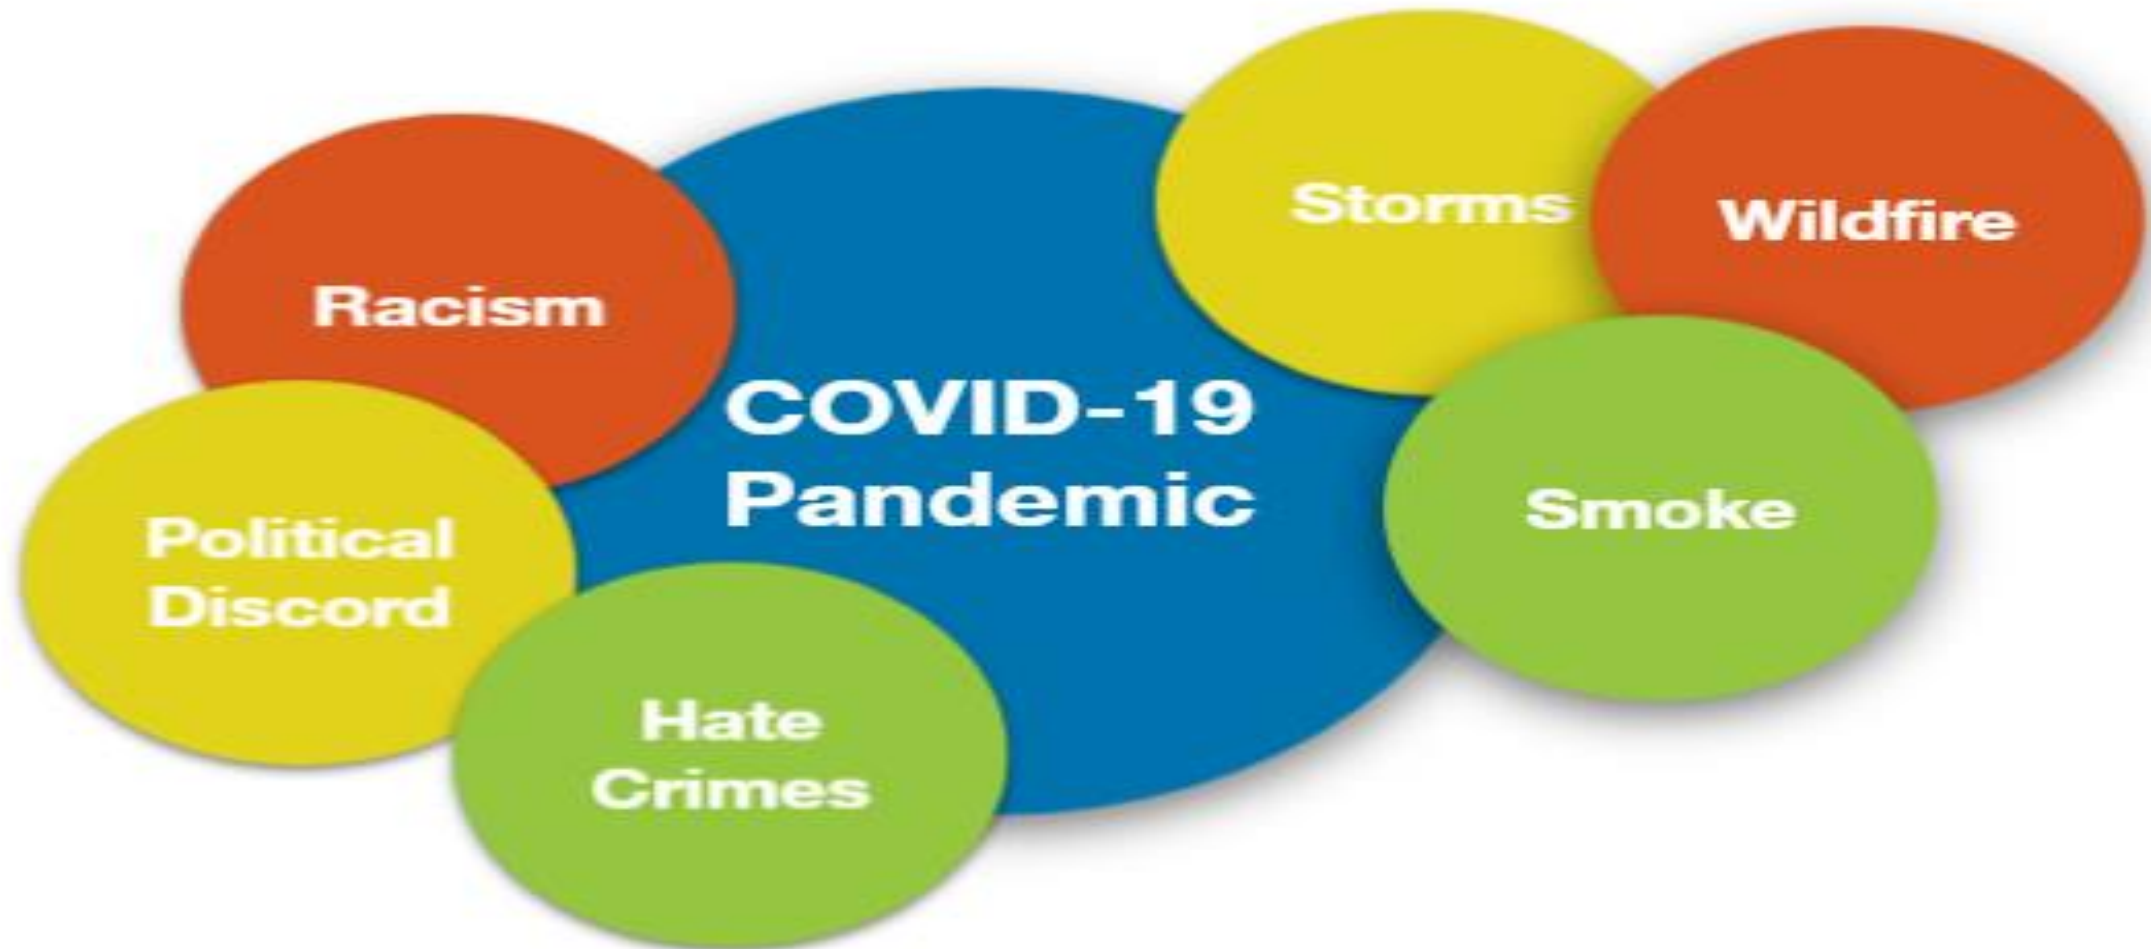 Racism
Political
Discord
Hate
Crimes
COVID-19
Pandemic
Storms
Wildfire
Smoke